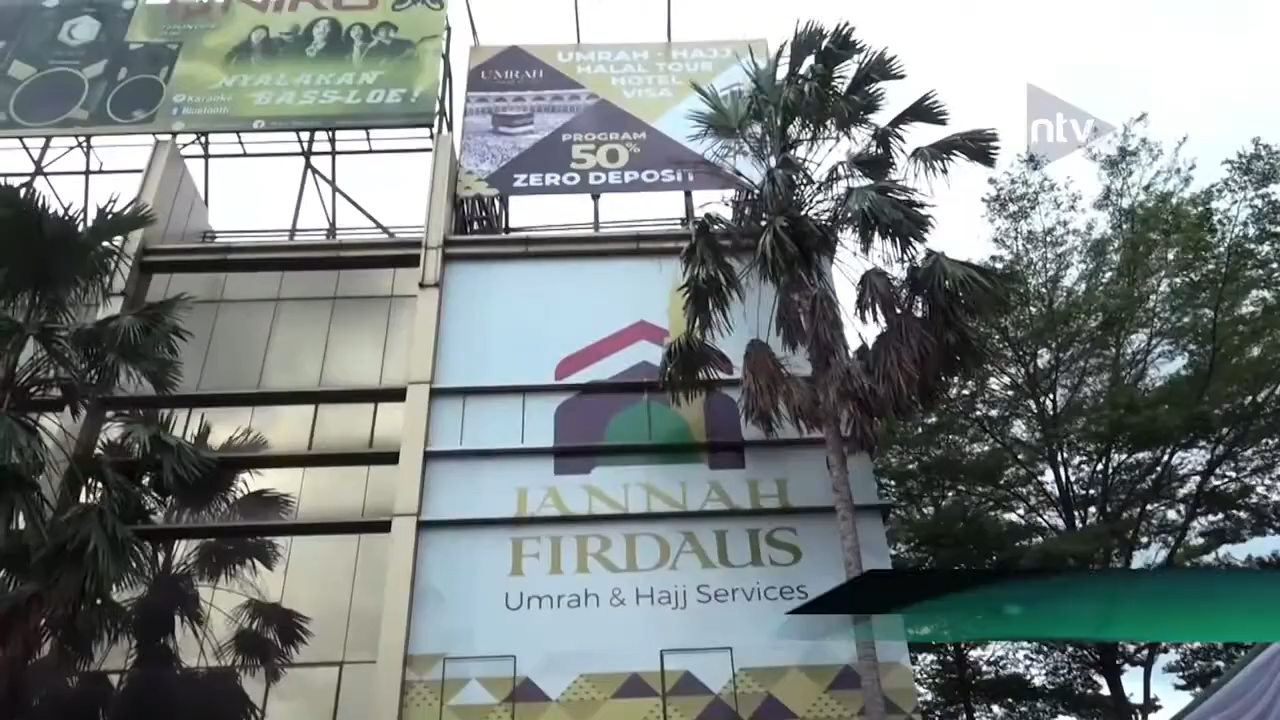 NYALAKAN
BASS-LOE!
Karaoke
Bluetooth
UMRAH
UMRAH - HAJJ
HALAL TOUR
HOTEL
VISA
PROGRAM
50%
ZERO DEPOSIT
ntv
JANNAH
FIRDAUS
Umrah & Hajj Services